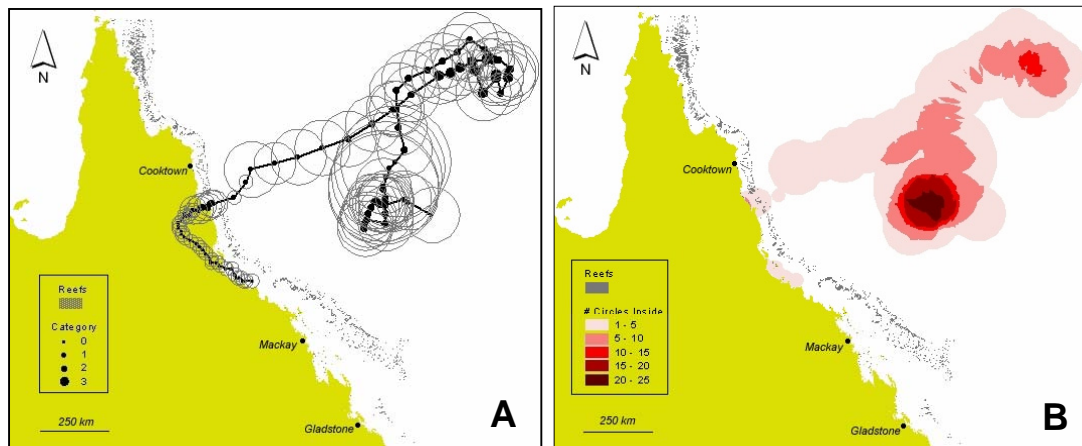 N
Cooktown
Reefs
Category
0
1
2
3
Mackay
250 km
Gladstone
A
N
Cooktown
Reefs
# Circles Inside
1 - 5
5 - 10
10 - 15
15 - 20
20 - 25
Mackay
250 km
Gladstone
B